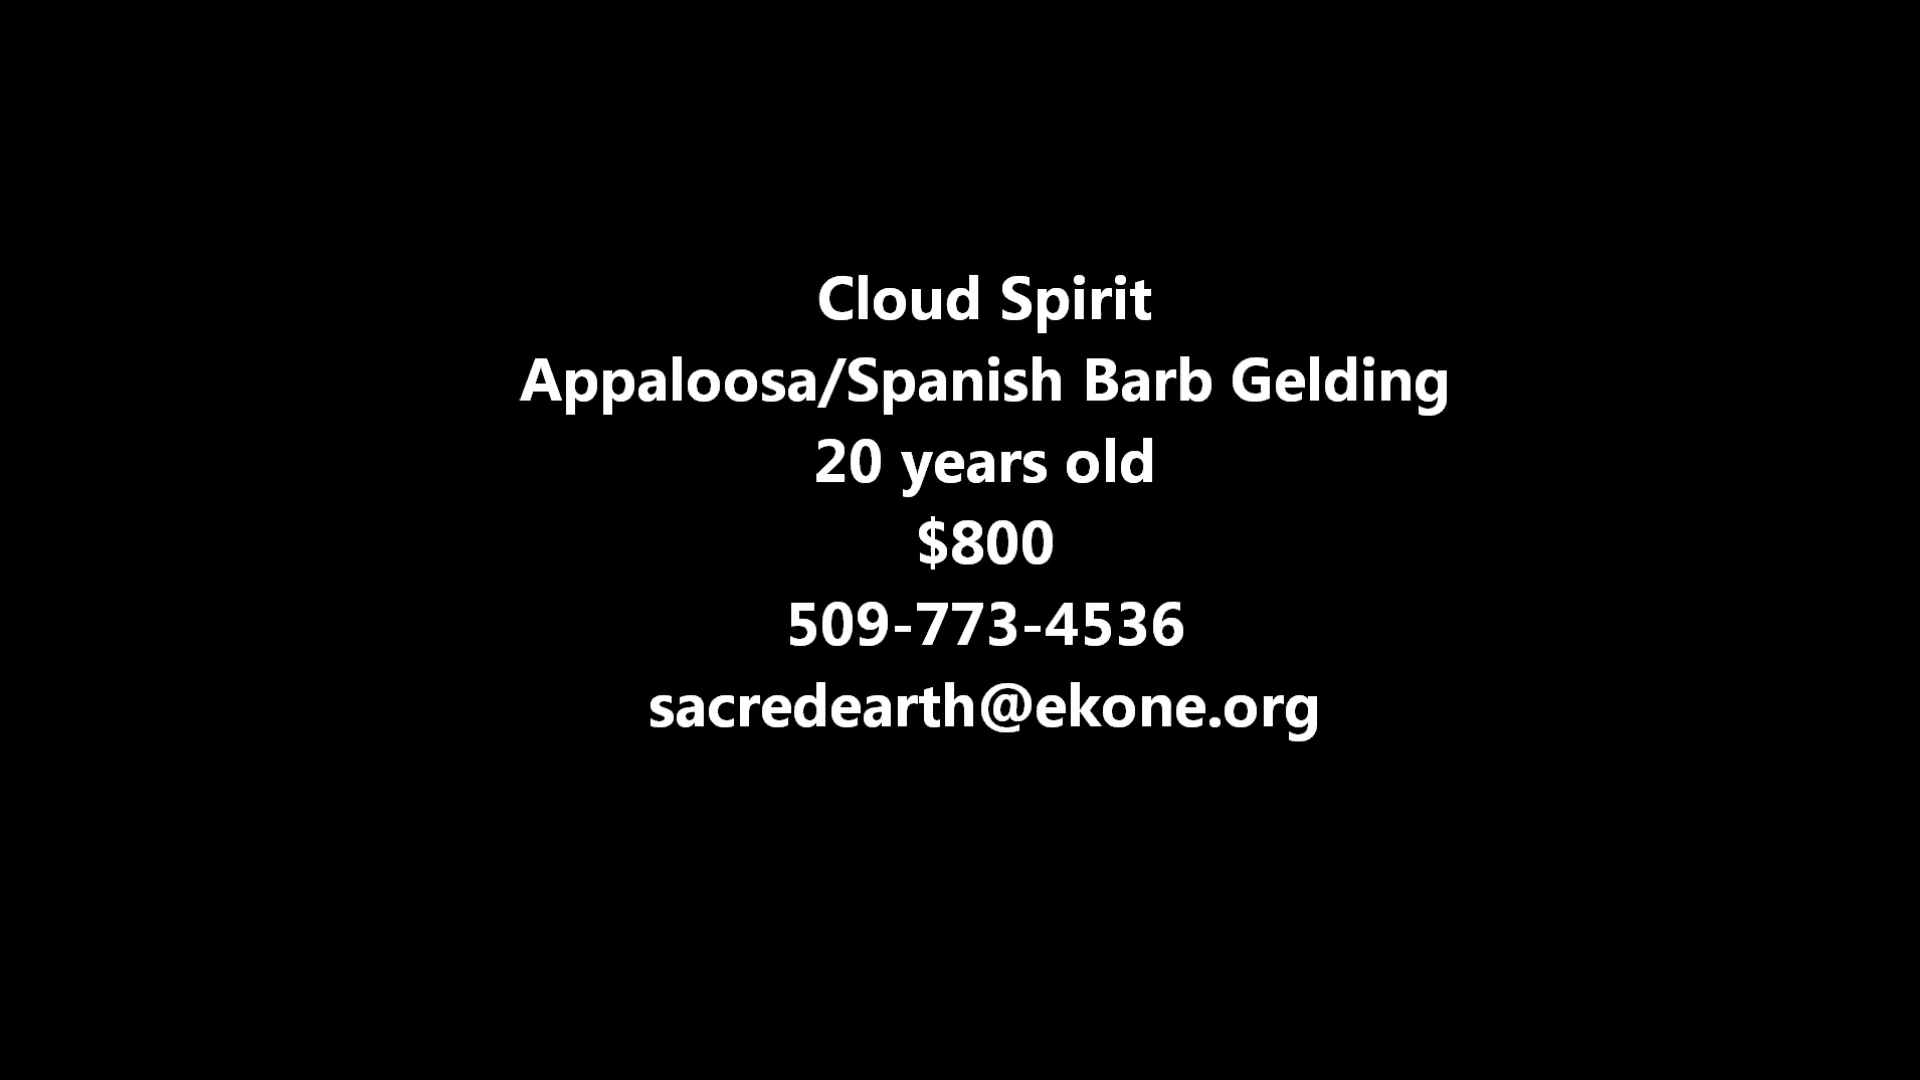 Cloud Spirit
Appaloosa/Spanish Barb Gelding
20 years old
$800
509-773-4536
sacredearth@ekone.org